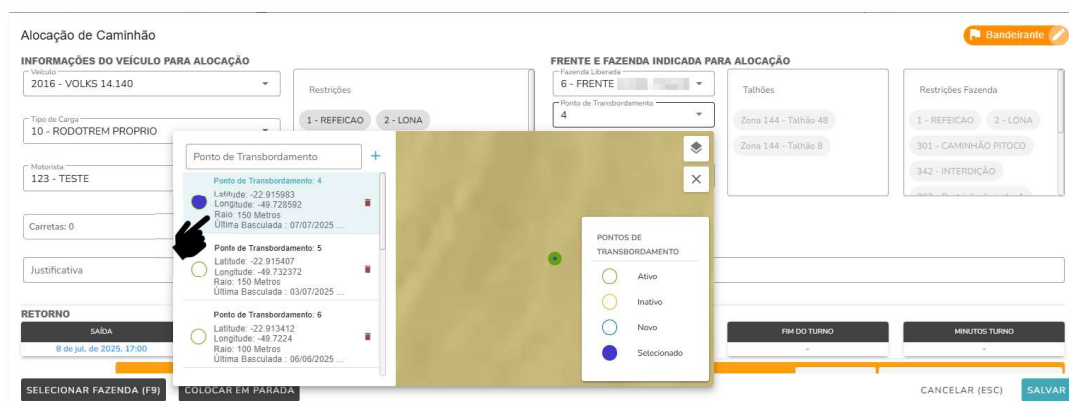 Alocação de Caminhão
Bandeirante
INFORMAÇÕES DO VEÍCULO PARA ALOCAÇÃO
Veículo
2016 - VOLKS 14.140
Restrições
1 - REFEICAO
2 - LONA
Tipo de Carga
10 - RODOTREM PROPRIO
Motorista
123 - TESTE
Carretas: 0
Justificativa
FRENTE E FAZENDA INDICADA PARA ALOCAÇÃO
Fazenda Liberada
6 - FRENTE
Ponto de Transbordamento
4
Talhões
Zona 144 - Talhão 48
Zona 144 - Talhão 8
Restrições Fazenda
1 - REFEICAO
2 - LONA
301 - CAMINHÃO PITOCO
342 - INTERDIÇÃO
Ponto de Transbordamento
+
Ponto de Transbordamento: 4
Latitude: -22.915983
Longitude: -49.728592
Raio: 150 Metros
Última Basculada : 07/07/2025 ...
Ponto de Transbordamento: 5
Latitude: -22.915407
Longitude: -49.732372
Raio: 150 Metros
Última Basculada : 03/07/2025 ...
Ponto de Transbordamento: 6
Latitude: -22.913412
Longitude: -49.7224
Raio: 100 Metros
Última Basculada : 06/06/2025 ...
PONTOS DE
TRANSBORDAMENTO
Ativo
Inativo
Novo
Selecionado
RETORNO
SAÍDA
8 de jul. de 2025, 17:00
FIM DO TURNO
-
MINUTOS TURNO
-
SELECIONAR FAZENDA (F9)
COLOCAR EM PARADA
CANCELAR (ESC)
SALVAR